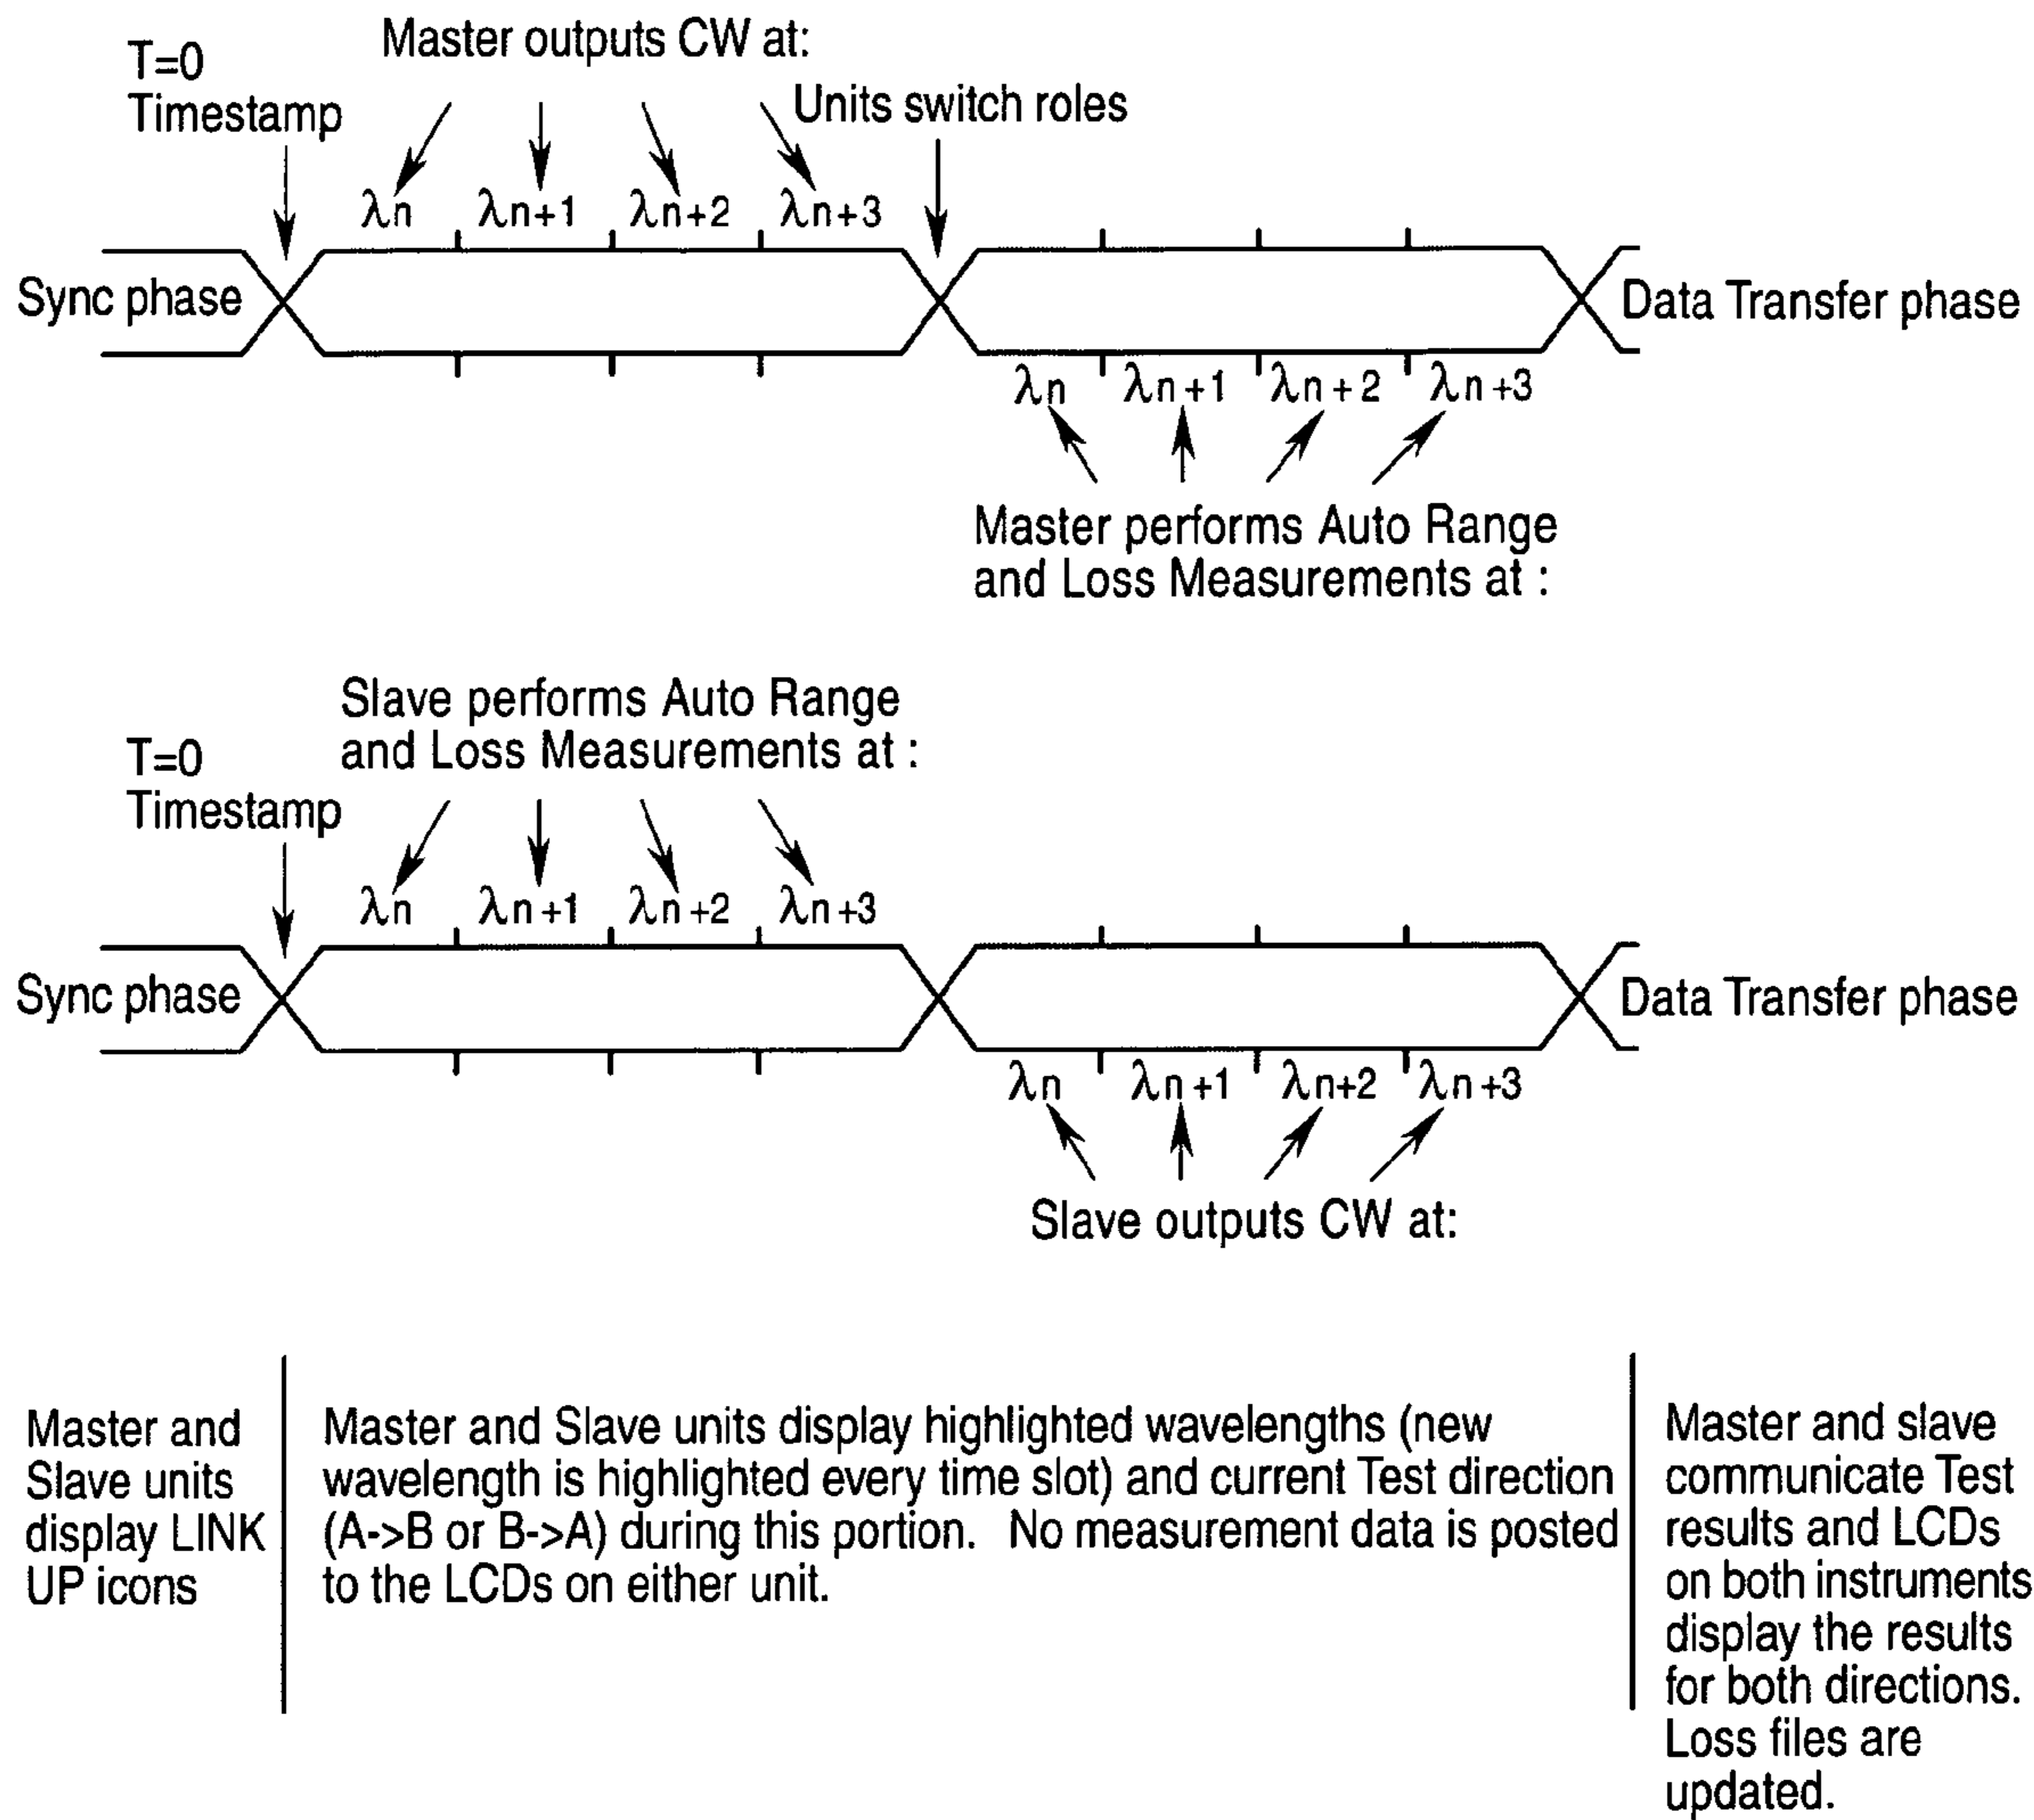 Master outputs CW at:
T=0
Timestamp
Units switch roles
λn
λn+1
λn+2
λn+3
Sync phase
Data Transfer phase
λn
λn+1
λn+2
λn+3
Master performs Auto Range
and Loss Measurements at :
Slave performs Auto Range
and Loss Measurements at :
T=0
Timestamp
λn
λn+1
λn+2
λn+3
Sync phase
Data Transfer phase
λn
λn+1
λn+2
λn+3
Slave outputs CW at:
Master and
Slave units
display LINK
UP icons
Master and Slave units display highlighted wavelengths (new
wavelength is highlighted every time slot) and current Test direction
(A->B or B->A) during this portion. No measurement data is posted
to the LCDs on either unit.
Master and slave
communicate Test
results and LCDs
on both instruments
display the results
for both directions.
Loss files are
updated.